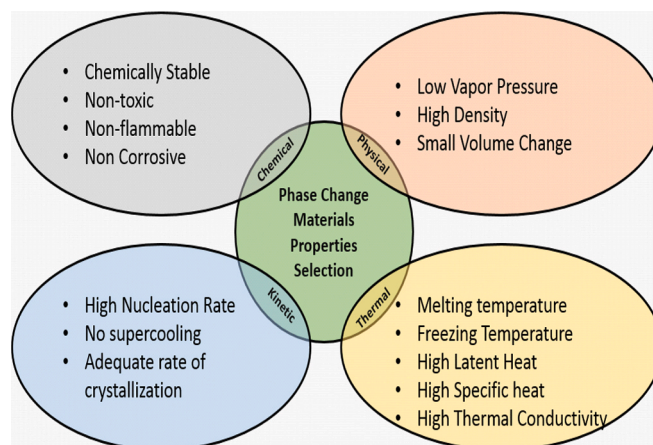 • Chemically Stable
• Non-toxic
• Non-flammable
• Non Corrosive
Chemical
• Low Vapor Pressure
• High Density
• Small Volume Change
Physical
Phase Change
Materials
Properties
Selection
• High Nucleation Rate
• No supercooling
• Adequate rate of
crystallization
Kinetic
• Melting temperature
• Freezing Temperature
• High Latent Heat
• High Specific heat
• High Thermal Conductivity
Thermal